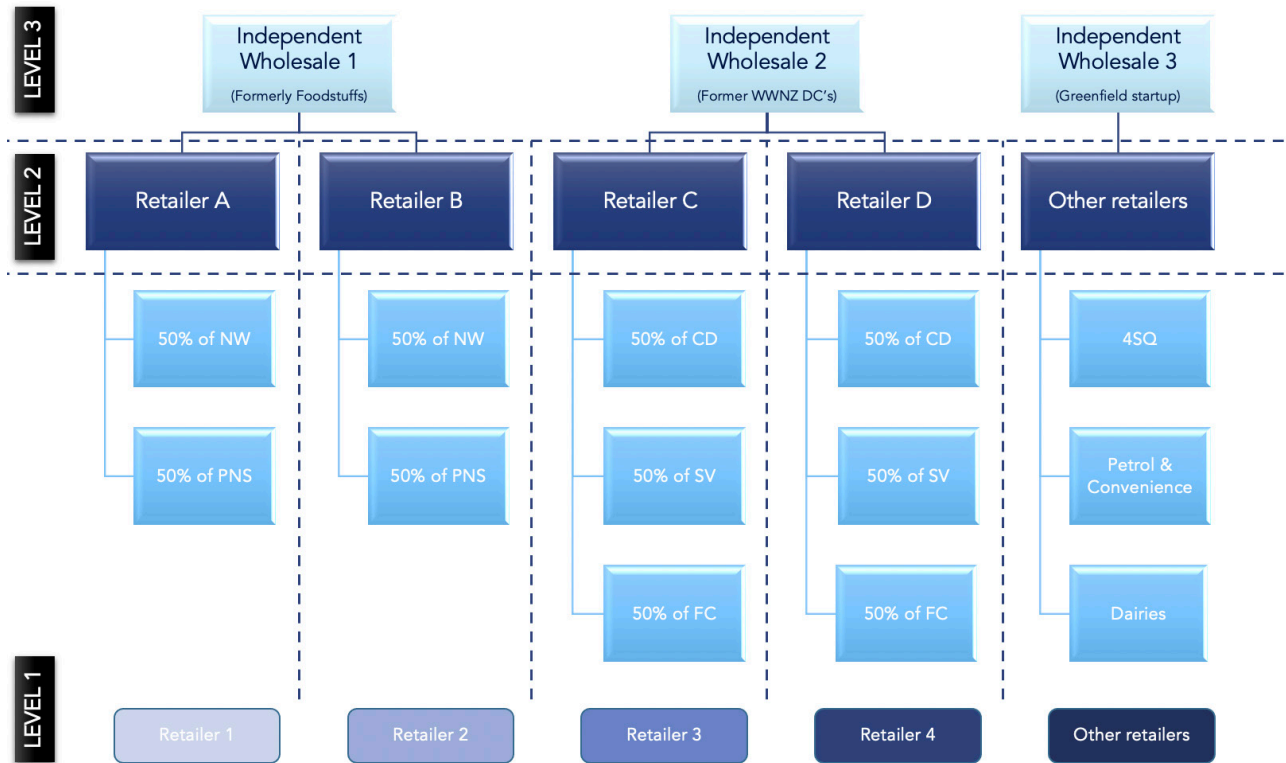 LEVEL 3
Independent
Wholesale 1
(Formerly Foodstuffs)
Independent
Wholesale 2
(Former WWNZ DC's)
Independent
Wholesale 3
(Greenfield startup)
LEVEL 2
Retailer A
Retailer B
Retailer C
Retailer D
Other retailers
50% of NW
50% of NW
50% of CD
50% of CD
4SQ
50% of PNS
50% of PNS
50% of SV
50% of SV
Petrol &
Convenience
50% of FC
50% of FC
Dairies
LEVEL 1
Retailer 1
Retailer 2
Retailer 3
Retailer 4
Other retailers